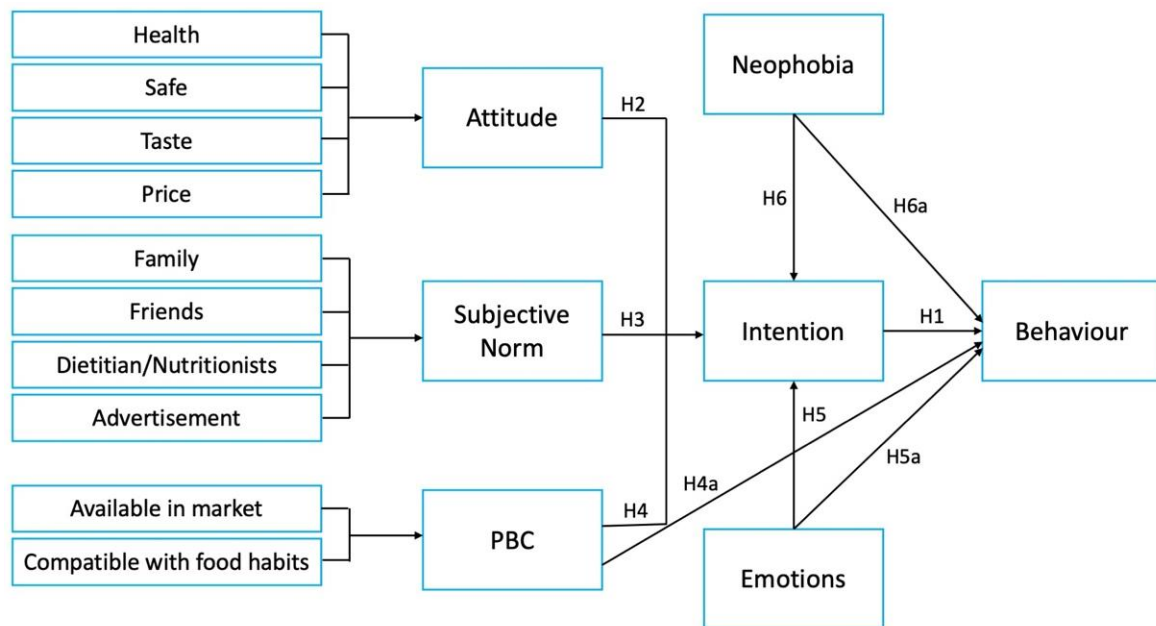 Health
Safe
Taste
Price
Family
Friends
Dietitian/Nutritionists
Advertisement
Available in market
Compatible with food habits
Attitude
Subjective
Norm
PBC
H2
H3
H4
H4a
Neophobia
H6
H6a
Intention
H1
Behaviour
H5
H5a
Emotions